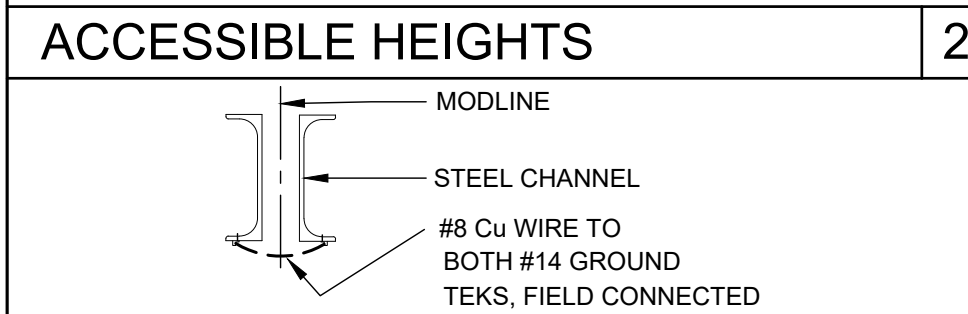 ACCESSIBLE HEIGHTS 2
MODLINE
STEEL CHANNEL
#8 Cu WIRE TO
BOTH #14 GROUND
TEKS, FIELD CONNECTED